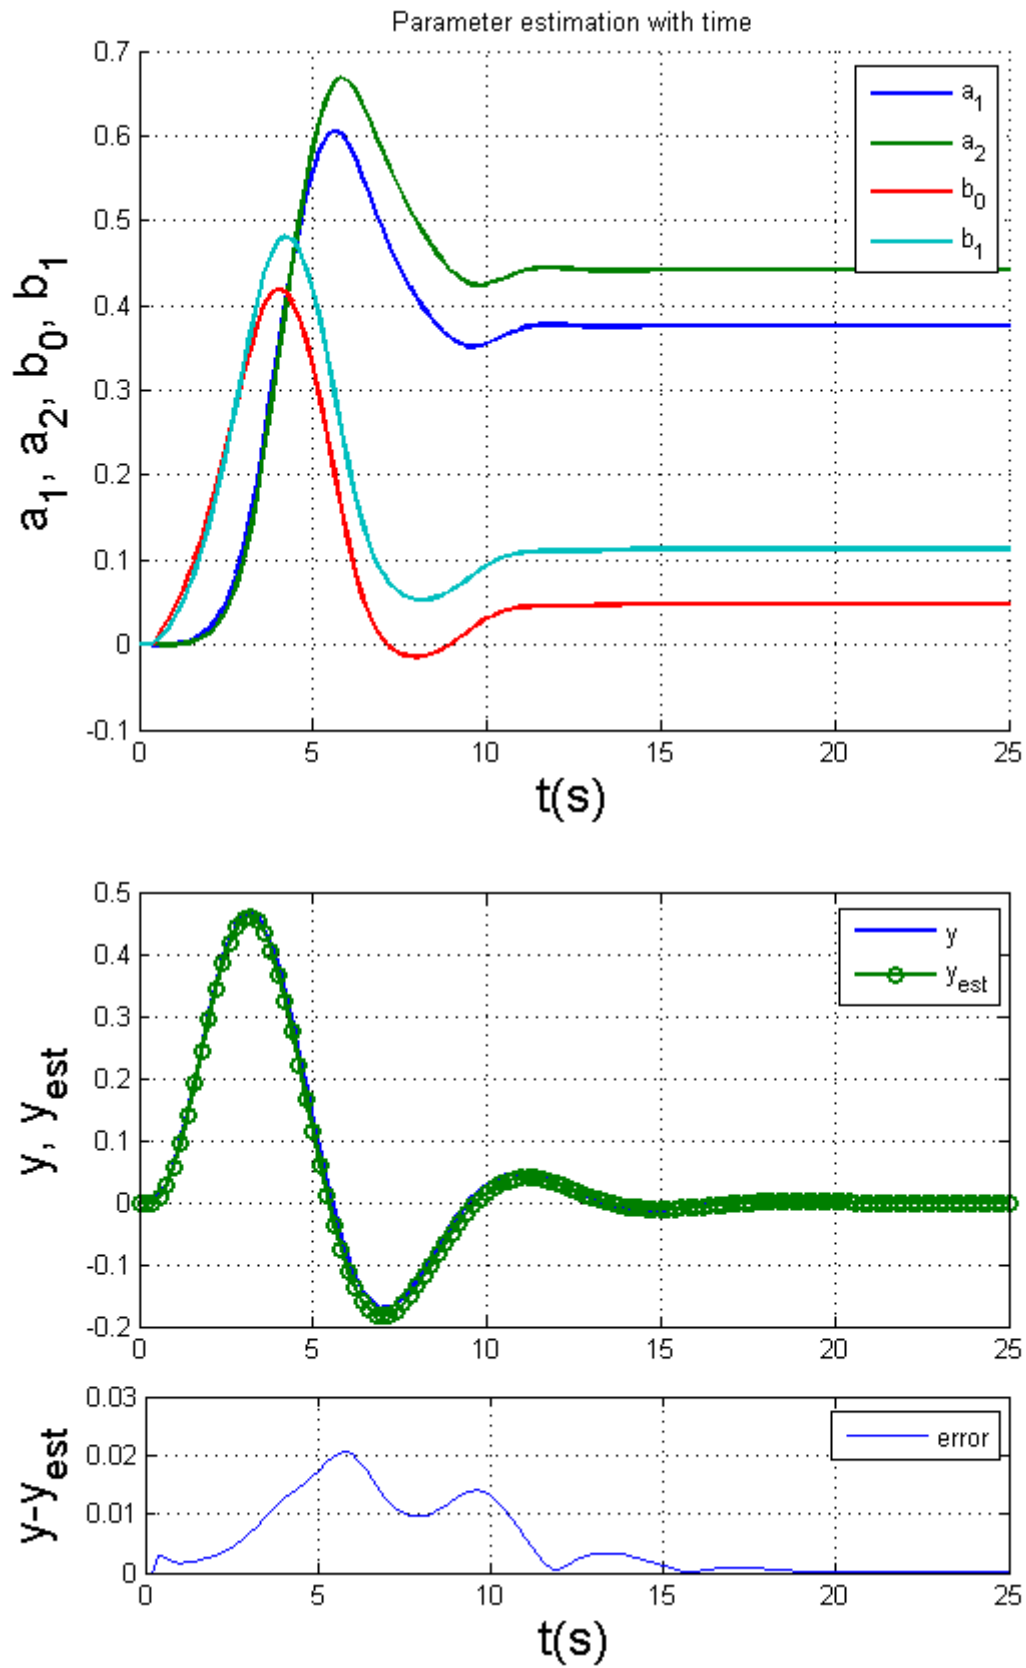 Parameter estimation with time
0.7
0.6
0.5
0.4
0.3
0.2
0.1
0
-0.1
a₁, a₂, b₀, b₁
a₁
a₂
b₀
b₁
0 5 10 15 20 25
t(s)
0.5
0.4
0.3
0.2
0.1
0
-0.1
-0.2
y, y_est
y
y_est
0 5 10 15 20 25
0.03
0.02
0.01
0
y-y_est
error
0 5 10 15 20 25
t(s)